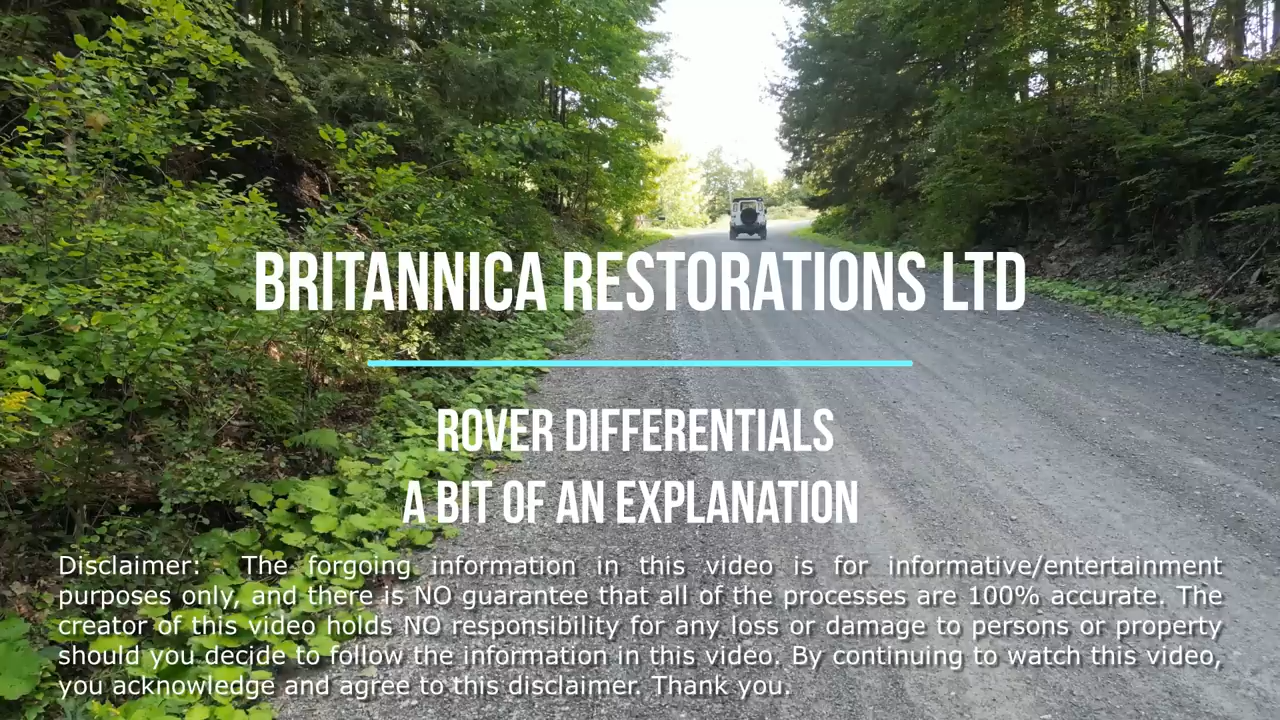 BRITANNICA RESTORATIONS LTD
ROVER DIFFERENTIALS
A BIT OF AN EXPLANATION
Disclaimer: The forgoing information in this video is for informative/entertainment
purposes only, and there is NO guarantee that all of the processes are 100% accurate. The
creator of this video holds NO responsibility for any loss or damage to persons or property
should you decide to follow the information in this video. By continuing to watch this video,
you acknowledge and agree to this disclaimer. Thank you.